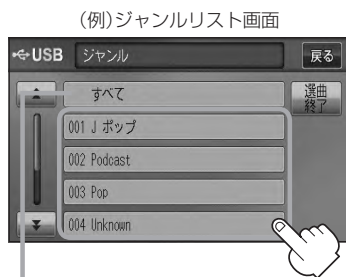 (例)ジャンルリスト画面
USB ジャンル 戻る
すべて
選曲
終了
001 J ポップ
002 Podcast
003 Pop
004 Unknown